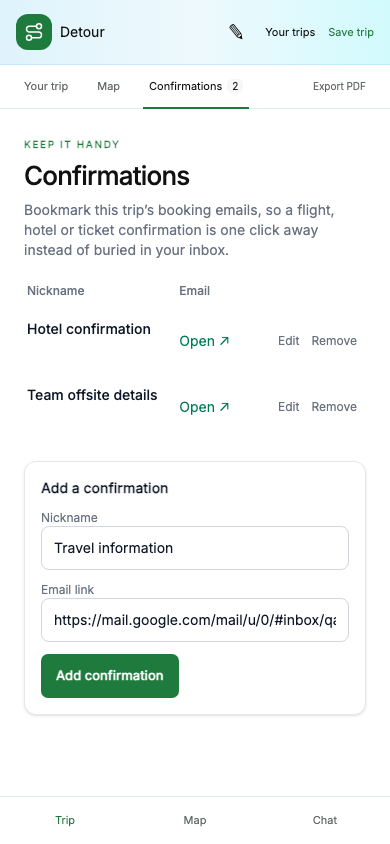 Detour
Your trips
Save trip
Your trip
Map
Confirmations 2
Export PDF
KEEP IT HANDY
Confirmations
Bookmark this trip's booking emails, so a flight,
hotel or ticket confirmation is one click away
instead of buried in your inbox.
Nickname
Email
Hotel confirmation
Open ↗
Edit
Remove
Team offsite details
Open ↗
Edit
Remove
Add a confirmation
Nickname
Travel information
Email link
https://mail.google.com/mail/u/0/#inbox/qa
Add confirmation
Trip
Map
Chat